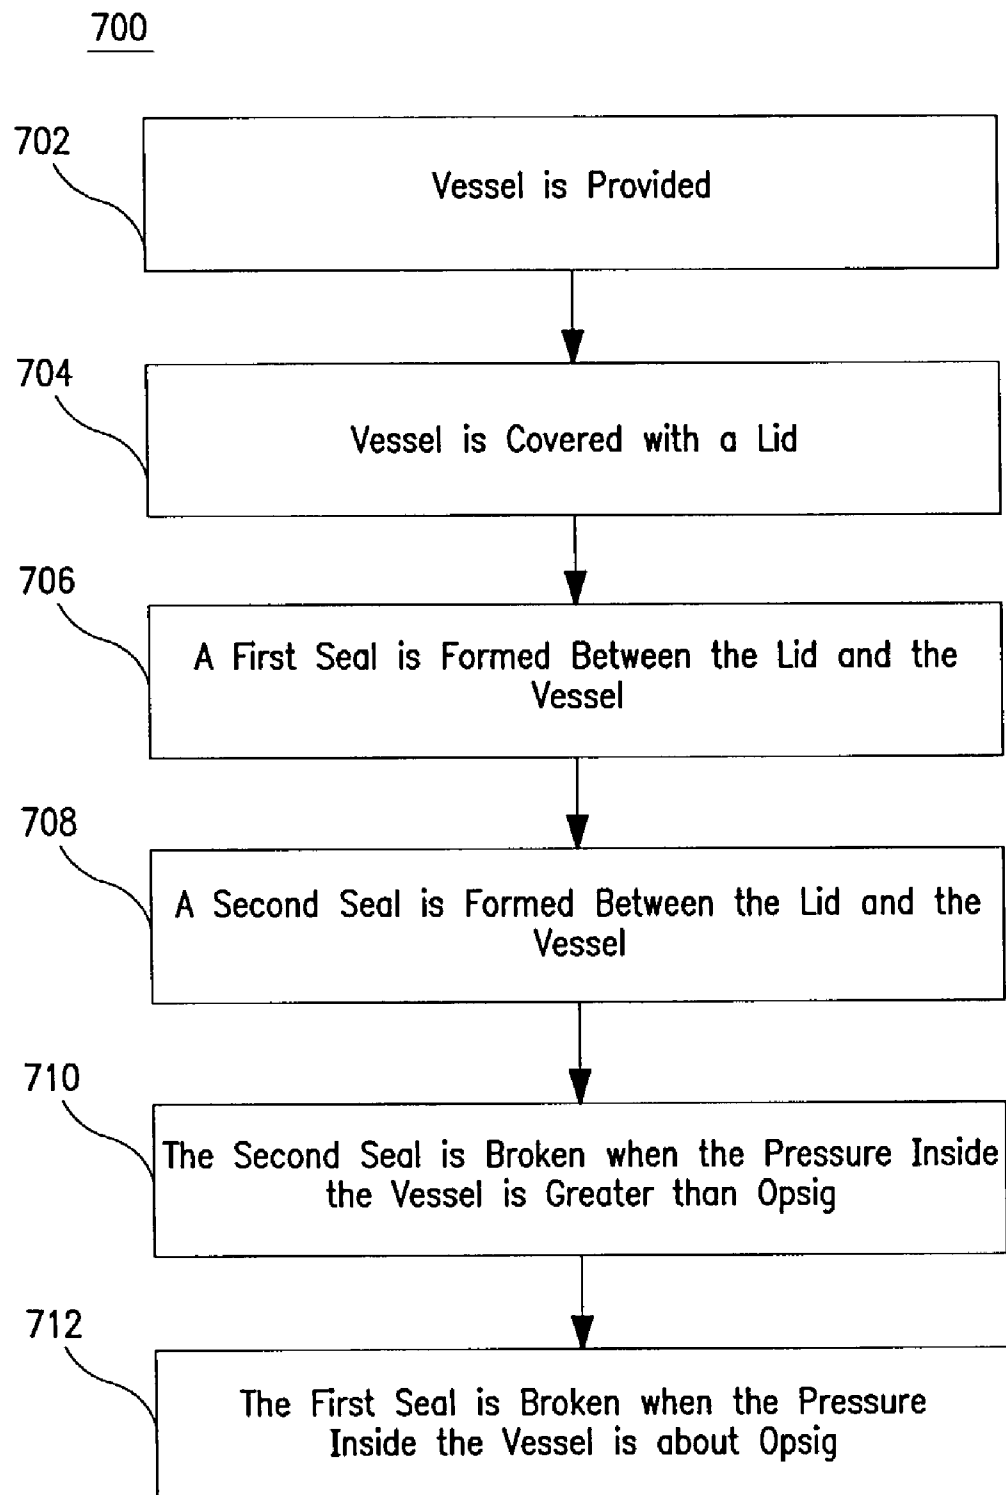 700
702
Vessel is Provided
704
Vessel is Covered with a Lid
706
A First Seal is Formed Between the Lid and the
Vessel
708
A Second Seal is Formed Between the Lid and the
Vessel
710
The Second Seal is Broken when the Pressure Inside
the Vessel is Greater than 0psig
712
The First Seal is Broken when the Pressure
Inside the Vessel is about 0psig